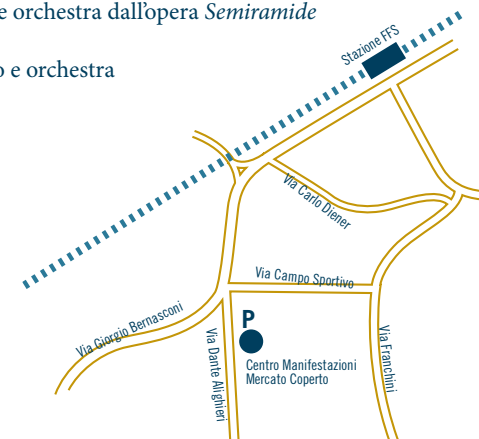 e orchestra dall'opera Semiramide
o e orchestra
Stazione FFS
Via Carlo Diener
Via Campo Sportivo
Via Giorgio Bernasconi
P
Via Dante Alighieri
Centro Manifestazioni
Mercato Coperto
Via Franchini